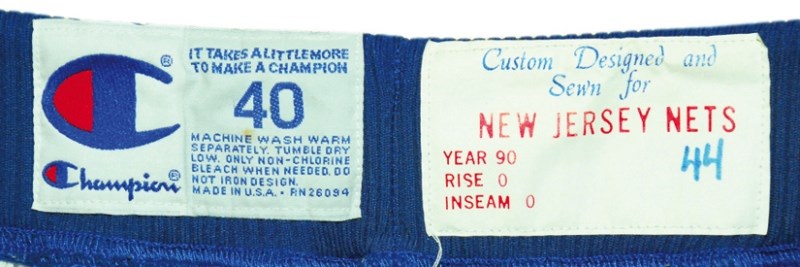 ®
Champion®
IT TAKES A LITTLE MORE
TO MAKE A CHAMPION
40
MACHINE WASH WARM
SEPARATELY. TUMBLE DRY
LOW. ONLY NON-CHLORINE
BLEACH WHEN NEEDED. DO
NOT IRON DESIGN.
MADE IN U.S.A. • RN26094
Custom Designed and
Sewn for
NEW JERSEY NETS
YEAR 90
44
RISE 0
INSEAM 0